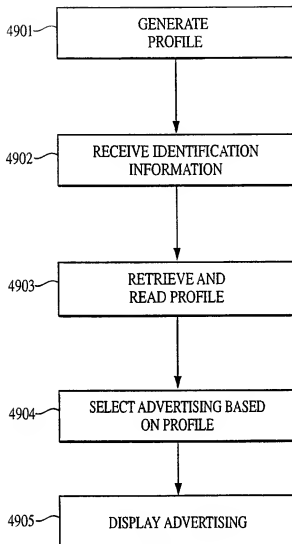 4901
GENERATE
PROFILE
4902
RECEIVE IDENTIFICATION
INFORMATION
4903
RETRIEVE AND
READ PROFILE
4904
SELECT ADVERTISING BASED
ON PROFILE
4905
DISPLAY ADVERTISING